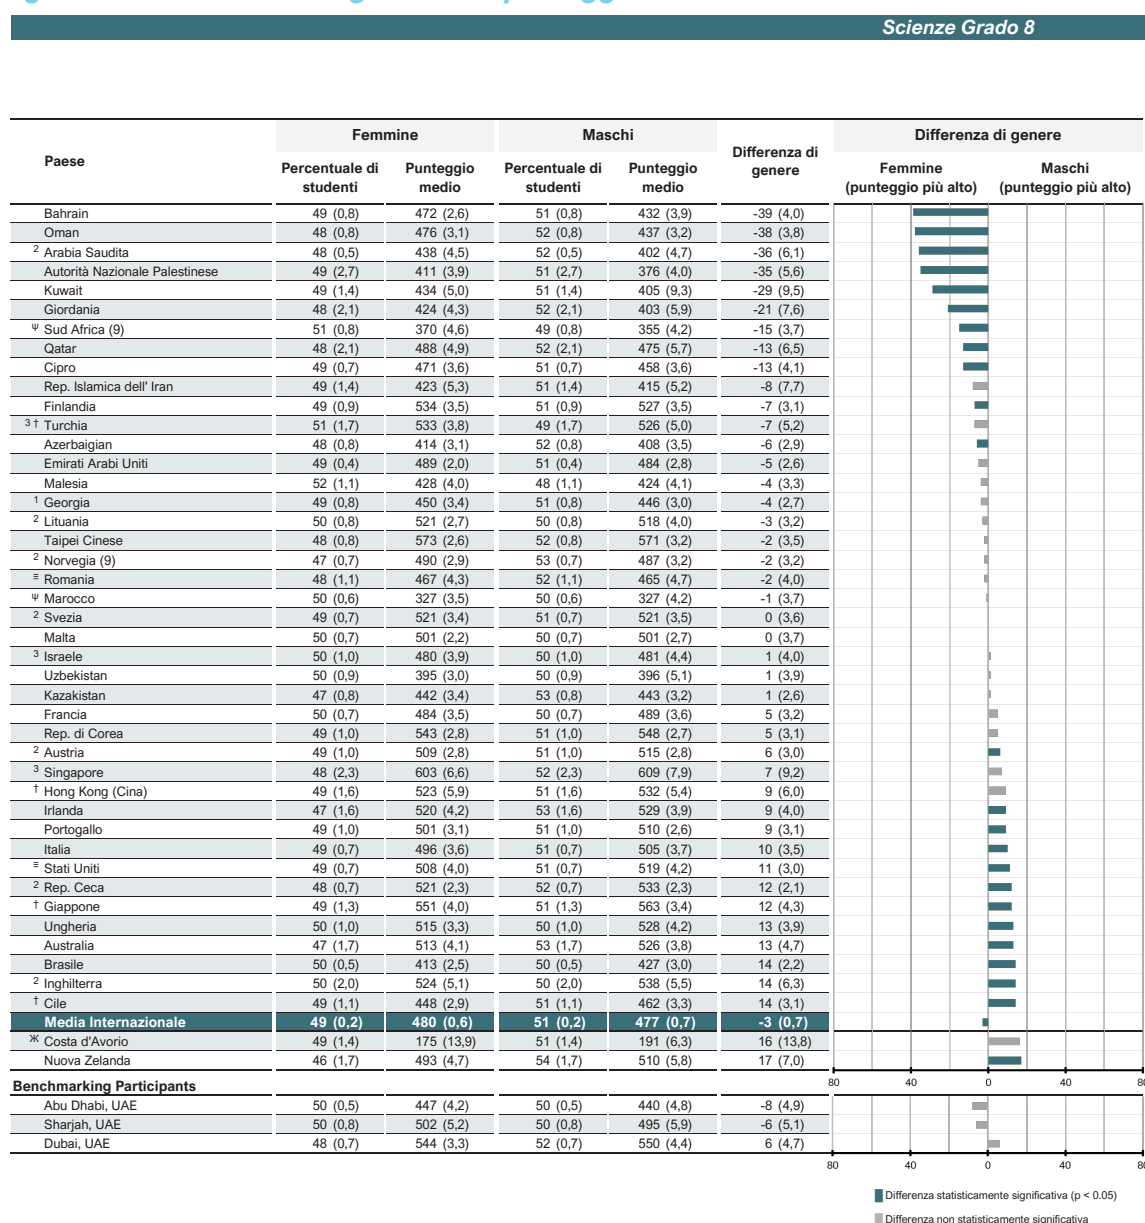 Scienze Grado 8
Femmine Maschi Differenza di genere
Paese Differenza di genere
Percentuale di studenti Punteggio medio Percentuale di studenti Punteggio medio Femmine (punteggio più alto) Maschi (punteggio più alto)
Bahrain 49 (0,8) 472 (2,6) 51 (0,8) 432 (3,9) -39 (4,0)
Oman 48 (0,8) 476 (3,1) 52 (0,8) 437 (3,2) -38 (3,8)
2 Arabia Saudita 48 (0,5) 438 (4,5) 52 (0,5) 402 (4,7) -36 (6,1)
Autorità Nazionale Palestinese 49 (2,7) 411 (3,9) 51 (2,7) 376 (4,0) -35 (5,6)
Kuwait 49 (1,4) 434 (5,0) 51 (1,4) 405 (9,3) -29 (9,5)
Giordania 48 (2,1) 424 (4,3) 52 (2,1) 403 (5,9) -21 (7,6)
Ψ Sud Africa (9) 51 (0,8) 370 (4,6) 49 (0,8) 355 (4,2) -15 (3,7)
Qatar 48 (2,1) 488 (4,9) 52 (2,1) 475 (5,7) -13 (6,5)
Cipro 49 (0,7) 471 (3,6) 51 (0,7) 458 (3,6) -13 (4,1)
Rep. Islamica dell' Iran 49 (1,4) 423 (5,3) 51 (1,4) 415 (5,2) -8 (7,7)
Finlandia 49 (0,9) 534 (3,5) 51 (0,9) 527 (3,5) -7 (3,1)
3 † Turchia 51 (1,7) 533 (3,8) 49 (1,7) 526 (5,0) -7 (5,2)
Azerbaigian 48 (0,8) 414 (3,1) 52 (0,8) 408 (3,5) -6 (2,9)
Emirati Arabi Uniti 49 (0,4) 489 (2,0) 51 (0,4) 484 (2,8) -5 (2,6)
Malesia 52 (1,1) 428 (4,0) 48 (1,1) 424 (4,1) -4 (3,3)
1 Georgia 49 (0,8) 450 (3,4) 51 (0,8) 446 (3,0) -4 (2,7)
2 Lituania 50 (0,8) 521 (2,7) 50 (0,8) 518 (4,0) -3 (3,2)
Taipei Cinese 48 (0,8) 573 (2,6) 52 (0,8) 571 (3,2) -2 (3,5)
2 Norvegia (9) 47 (0,7) 490 (2,9) 53 (0,7) 487 (3,2) -2 (3,2)
≡ Romania 48 (1,1) 467 (4,3) 52 (1,1) 465 (4,7) -2 (4,0)
Ψ Marocco 50 (0,6) 327 (3,5) 50 (0,6) 327 (4,2) -1 (3,7)
2 Svezia 49 (0,7) 521 (3,4) 51 (0,7) 521 (3,5) 0 (3,6)
Malta 50 (0,7) 501 (2,2) 50 (0,7) 501 (2,7) 0 (3,7)
3 Israele 50 (1,0) 480 (3,9) 50 (1,0) 481 (4,4) 1 (4,0)
Uzbekistan 50 (0,9) 395 (3,0) 50 (0,9) 396 (5,1) 1 (3,9)
Kazakistan 47 (0,8) 442 (3,4) 53 (0,8) 443 (3,2) 1 (2,6)
Francia 50 (0,7) 484 (3,5) 50 (0,7) 489 (3,6) 5 (3,2)
Rep. di Corea 49 (1,0) 543 (2,8) 51 (1,0) 548 (2,7) 5 (3,1)
2 Austria 49 (1,0) 509 (2,8) 51 (1,0) 515 (2,8) 6 (3,0)
3 Singapore 48 (2,3) 603 (6,6) 52 (2,3) 609 (7,9) 7 (9,2)
† Hong Kong (Cina) 49 (1,6) 523 (5,9) 51 (1,6) 532 (5,4) 9 (6,0)
Irlanda 47 (1,6) 520 (4,2) 53 (1,6) 529 (3,9) 9 (4,0)
Portogallo 49 (1,0) 501 (3,1) 51 (1,0) 510 (2,6) 9 (3,1)
Italia 49 (0,7) 496 (3,6) 51 (0,7) 505 (3,7) 10 (3,5)
≡ Stati Uniti 49 (0,7) 508 (4,0) 51 (0,7) 519 (4,2) 11 (3,0)
2 Rep. Ceca 48 (0,7) 521 (2,3) 52 (0,7) 533 (2,3) 12 (2,1)
† Giappone 49 (1,3) 551 (4,0) 51 (1,3) 563 (3,4) 12 (4,3)
Ungheria 50 (1,0) 515 (3,3) 50 (1,0) 528 (4,2) 13 (3,9)
Australia 47 (1,7) 513 (4,1) 53 (1,7) 526 (3,8) 13 (4,7)
Brasile 50 (0,5) 413 (2,5) 50 (0,5) 427 (3,0) 14 (2,2)
2 Inghilterra 50 (2,0) 524 (5,1) 50 (2,0) 538 (5,5) 14 (6,3)
† Cile 49 (1,1) 448 (2,9) 51 (1,1) 462 (3,3) 14 (3,1)
Media Internazionale 49 (0,2) 480 (0,6) 51 (0,2) 477 (0,7) -3 (0,7)
Ж Costa d'Avorio 49 (1,4) 175 (13,9) 51 (1,4) 191 (6,3) 16 (13,8)
Nuova Zelanda 46 (1,7) 493 (4,7) 54 (1,7) 510 (5,8) 17 (7,0)
80 40 0 40
Benchmarking Participants
Abu Dhabi, UAE 50 (0,5) 447 (4,2) 50 (0,5) 440 (4,8) -8 (4,9)
Sharjah, UAE 50 (0,8) 502 (5,2) 50 (0,8) 495 (5,9) -6 (5,1)
Dubai, UAE 48 (0,7) 544 (3,3) 52 (0,7) 550 (4,4) 6 (4,7)
80 40 0 40
Differenza statisticamente significativa (p < 0.05)
Differenza non statisticamente significativa